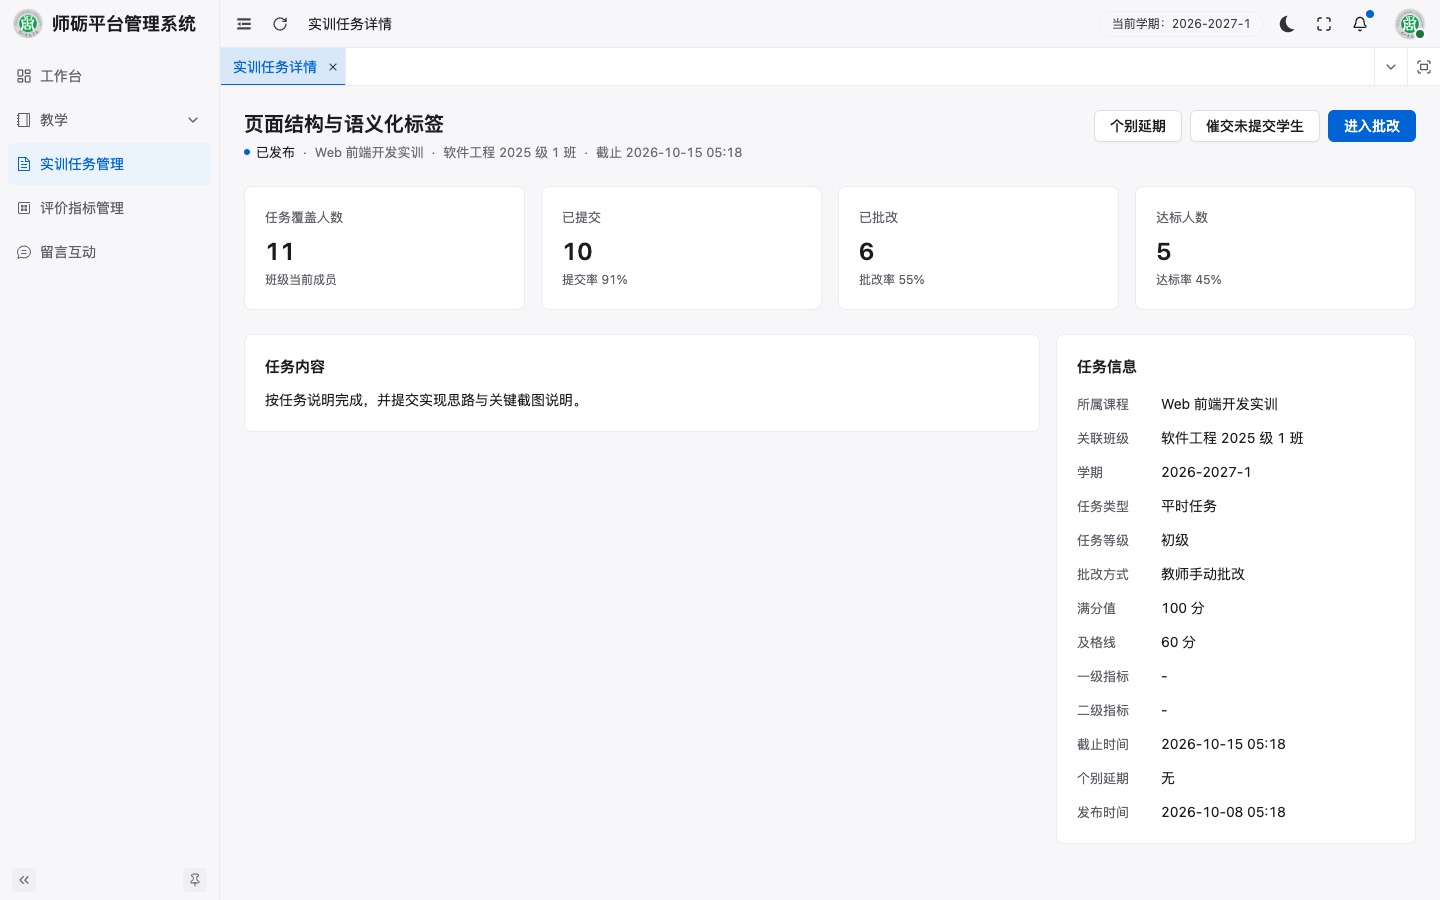 师砺平台管理系统
实训任务详情
当前学期：2026-2027-1
工作台
教学
实训任务管理
评价指标管理
留言互动
实训任务详情
页面结构与语义化标签
已发布 · Web 前端开发实训 · 软件工程 2025 级 1 班 · 截止 2026-10-15 05:18
个别延期
催交未提交学生
进入批改
任务覆盖人数
11
班级当前成员
已提交
10
提交率 91%
已批改
6
批改率 55%
达标人数
5
达标率 45%
任务内容
按任务说明完成，并提交实现思路与关键截图说明。
任务信息
所属课程 Web 前端开发实训
关联班级 软件工程 2025 级 1 班
学期 2026-2027-1
任务类型 平时任务
任务等级 初级
批改方式 教师手动批改
满分值 100 分
及格线 60 分
一级指标 -
二级指标 -
截止时间 2026-10-15 05:18
个别延期 无
发布时间 2026-10-08 05:18